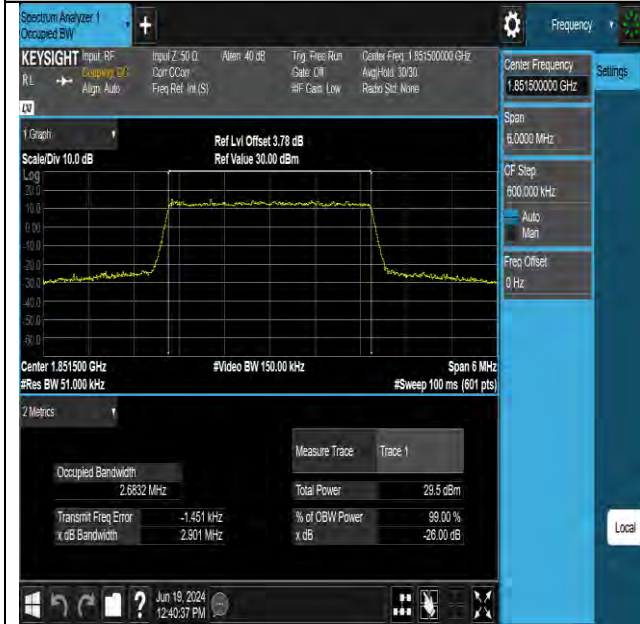 Spectrum Analyzer 1
Occupied BW
+
Frequency
KEYSIGHT
Input: RF
Coupling: DC
Align: Auto
RL
Input Z: 50 Ω
Corr CCorr
Freq Ref: Int (S)
Atten: 40 dB
Trig: Free Run
Gate: Off
#IF Gain: Low
Center Freq: 1.851500000 GHz
Avg|Hold: 30/30
Radio Std: None
LXI
Center Frequency
1.851500000 GHz
Settings
Span
6.0000 MHz
CF Step
600.000 kHz
Auto
Man
Freq Offset
0 Hz
1 Graph
Scale/Div 10.0 dB
Ref Lvl Offset 3.78 dB
Ref Value 30.00 dBm
Log
20.0
10.0
0.00
-10.0
-20.0
-30.0
-40.0
-50.0
-60.0
Center 1.851500 GHz
#Res BW 51.000 kHz
#Video BW 150.00 kHz
Span 6 MHz
#Sweep 100 ms (601 pts)
2 Metrics
Measure Trace Trace 1
Occupied Bandwidth
2.6832 MHz
Total Power 29.5 dBm
Transmit Freq Error -1.451 kHz
% of OBW Power 99.00 %
x dB Bandwidth 2.901 MHz
x dB -26.00 dB
Local
?
Jun 19, 2024
12:40:37 PM